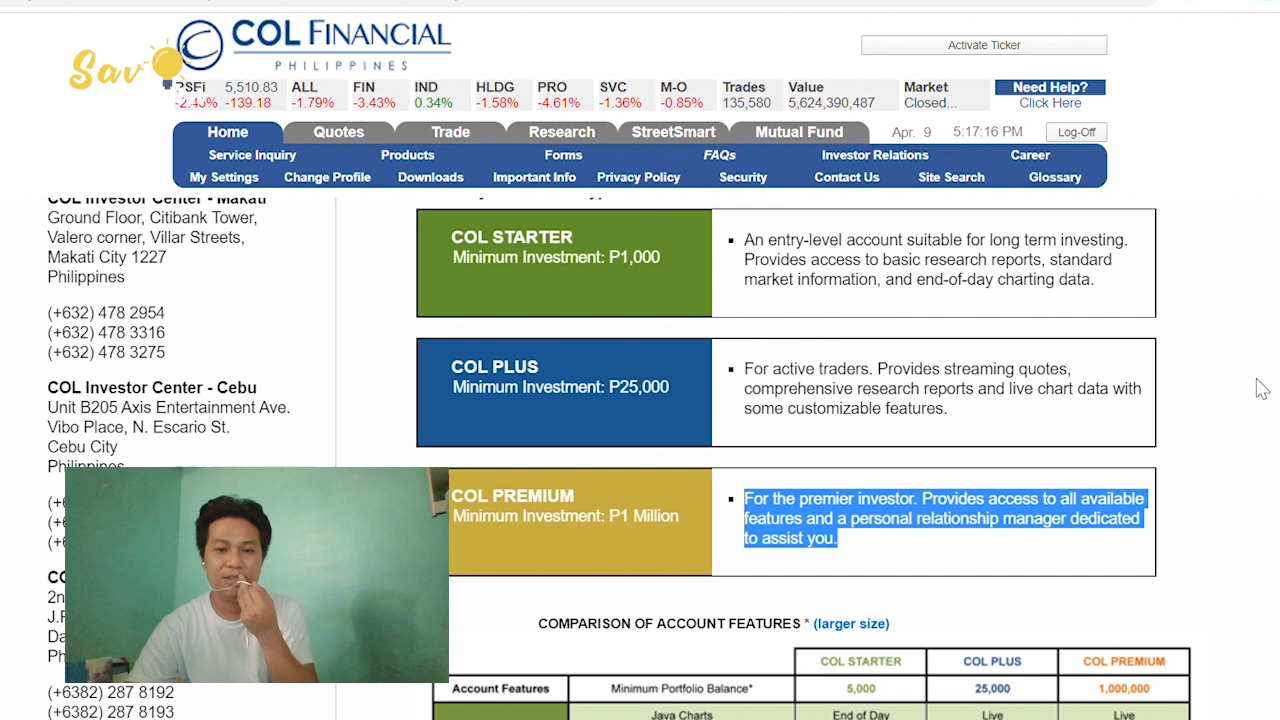 COL FINANCIAL
PHILIPPINES
Activate Ticker
Sav
PSEi 5,510.83 ALL FIN IND HLDG PRO SVC M-O Trades Value Market Need Help?
-2.45% -139.18 -1.79% -3.43% 0.34% -1.58% -4.61% -1.36% -0.85% 135,580 5,624,390,487 Closed... Click Here
Home Quotes Trade Research StreetSmart Mutual Fund Apr. 9 5:17:16 PM Log-Off
Service Inquiry Products Forms FAQs Investor Relations Career
My Settings Change Profile Downloads Important Info Privacy Policy Security Contact Us Site Search Glossary
COL Investor Center - Makati
Ground Floor, Citibank Tower,
Valero corner, Villar Streets,
Makati City 1227
Philippines
(+632) 478 2954
(+632) 478 3316
(+632) 478 3275
COL Investor Center - Cebu
Unit B205 Axis Entertainment Ave.
Vibo Place, N. Escario St.
Cebu City
Philippines
(+6382) 287 8192
(+6382) 287 8193
COL STARTER
Minimum Investment: P1,000
▪ An entry-level account suitable for long term investing.
Provides access to basic research reports, standard
market information, and end-of-day charting data.
COL PLUS
Minimum Investment: P25,000
▪ For active traders. Provides streaming quotes,
comprehensive research reports and live chart data with
some customizable features.
COL PREMIUM
Minimum Investment: P1 Million
▪ For the premier investor. Provides access to all available
features and a personal relationship manager dedicated
to assist you.
COMPARISON OF ACCOUNT FEATURES * (larger size)
COL STARTER COL PLUS COL PREMIUM
Account Features Minimum Portfolio Balance* 5,000 25,000 1,000,000
Java Charts End of Day Live Live